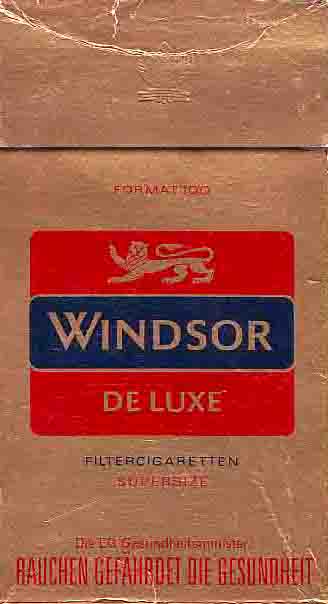 FORMAT 100
WINDSOR
DE LUXE
FILTERCIGARETTEN
SUPERSIZE
Die EG-Gesundheitsminister:
RAUCHEN GEFÄHRDET DIE GESUNDHEIT